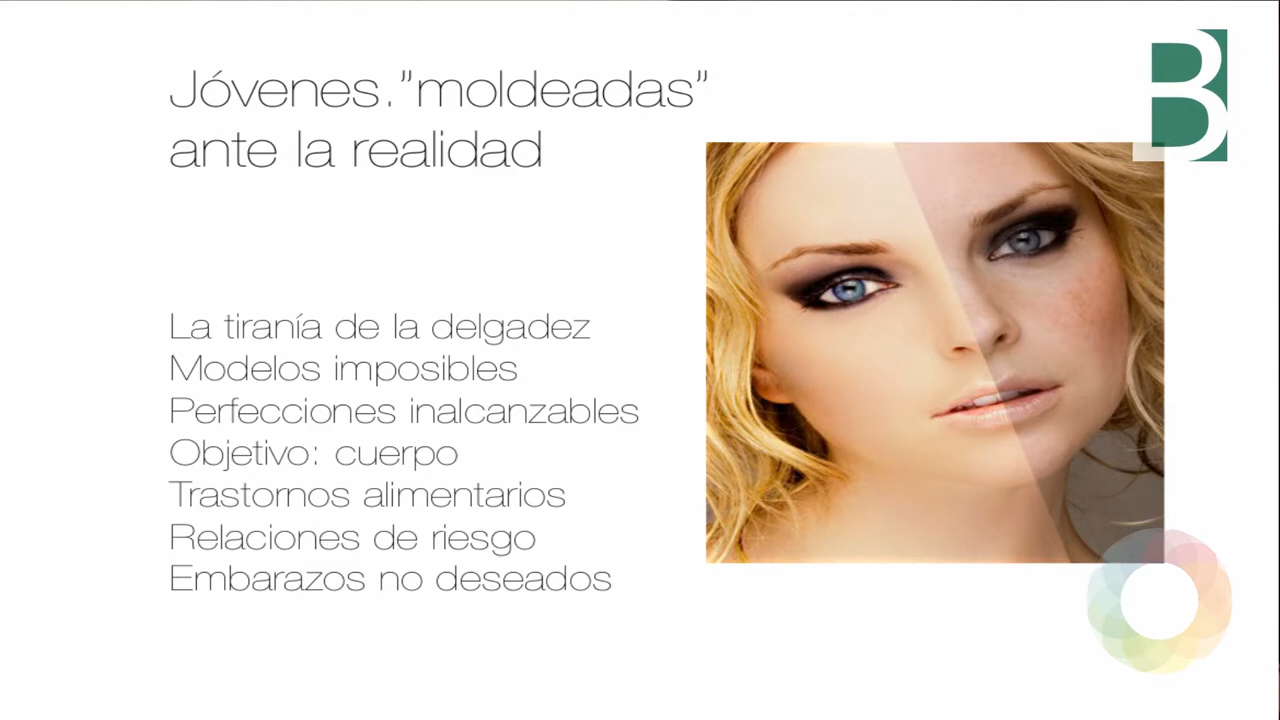 Jóvenes."moldeadas"
ante la realidad
B
La tiranía de la delgadez
Modelos imposibles
Perfecciones inalcanzables
Objetivo: cuerpo
Trastornos alimentarios
Relaciones de riesgo
Embarazos no deseados